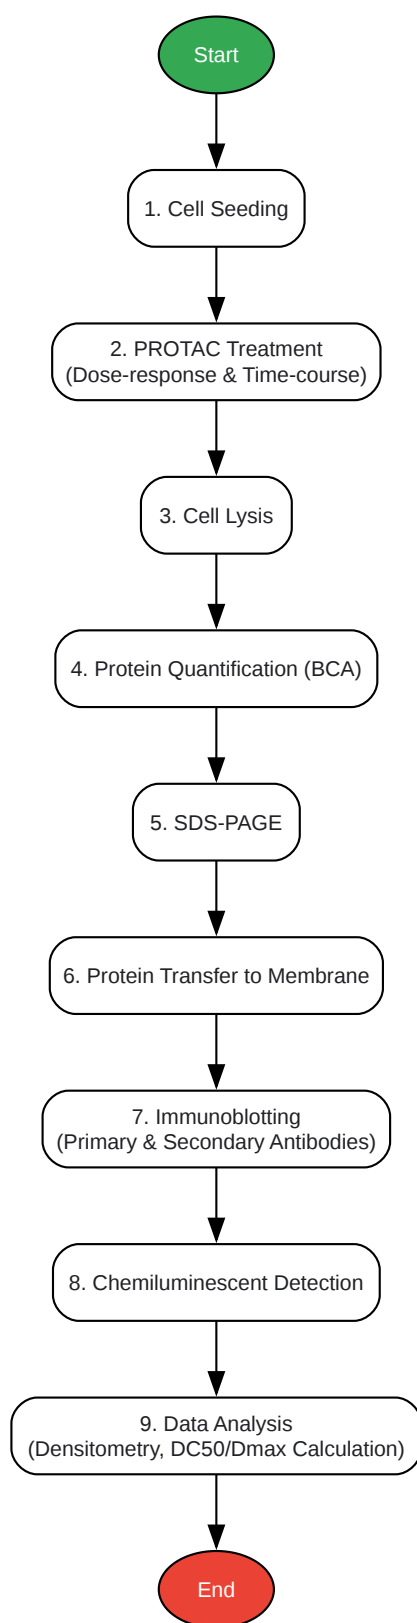 Start
1. Cell Seeding
2. PROTAC Treatment
(Dose-response & Time-course)
3. Cell Lysis
4. Protein Quantification (BCA)
5. SDS-PAGE
6. Protein Transfer to Membrane
7. Immunoblotting
(Primary & Secondary Antibodies)
8. Chemiluminescent Detection
9. Data Analysis
(Densitometry, DC50/Dmax Calculation)
End